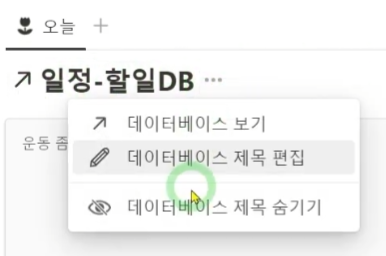 오늘
일정-할일DB
데이터베이스 보기
운동
데이터베이스 제목 편집
데이터베이스 제목 숨기기